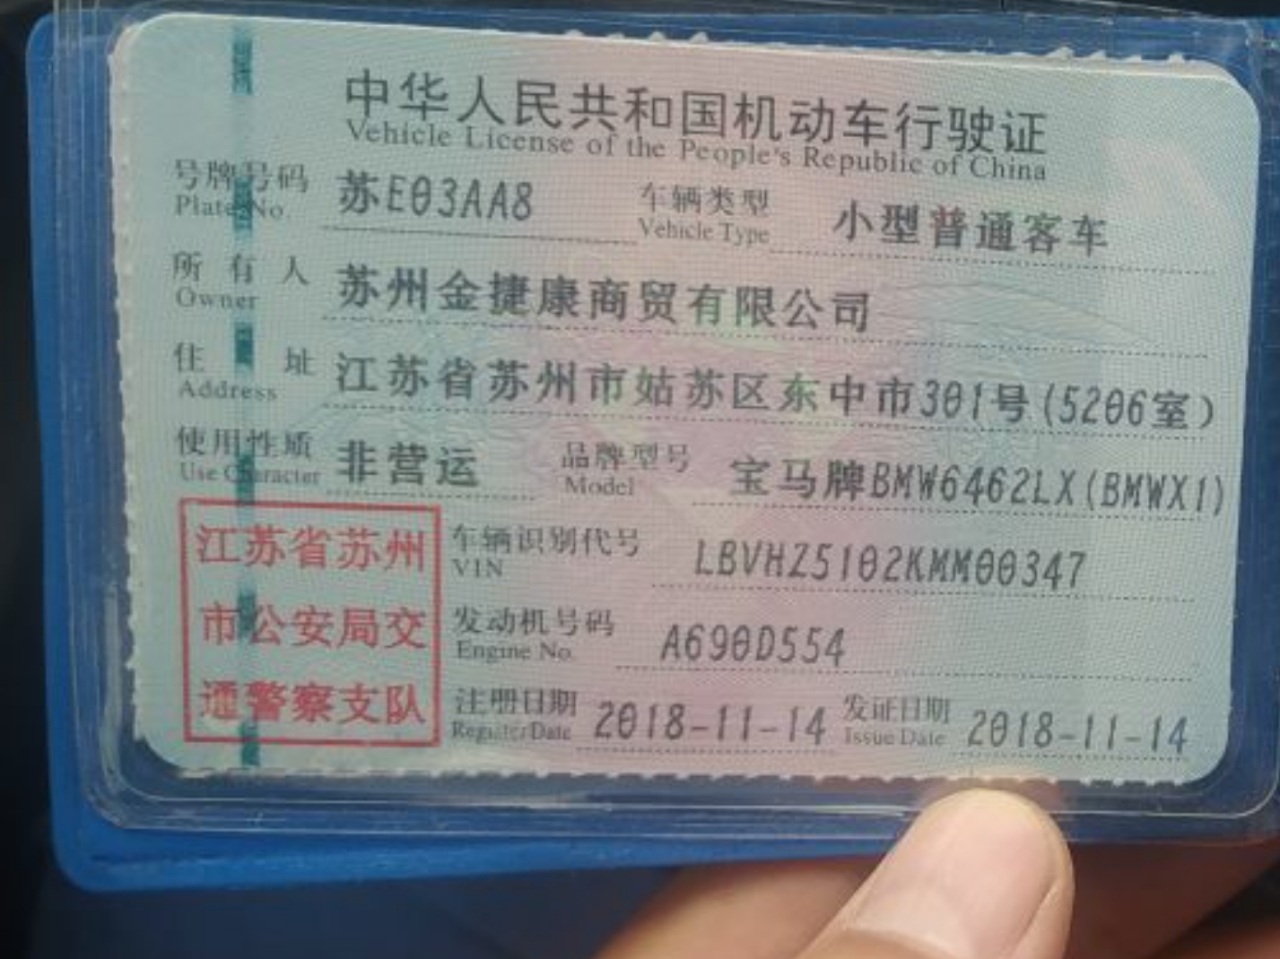 中华人民共和国机动车行驶证
Vehicle License of the People's Republic of China
号牌号码 苏E03AA8 车辆类型 小型普通客车
Plate No. Vehicle Type
所有人 苏州金捷康商贸有限公司
Owner
住址 江苏省苏州市姑苏区东中市301号(5206室)
Address
使用性质 非营运 品牌型号 宝马牌BMW6462LX(BMWX1)
Use Character Model
江苏省苏州 车辆识别代号 LBVHZ5102KMM00347
VIN
市公安局交 发动机号码 A690D554
Engine No.
通警察支队 注册日期 2018-11-14 发证日期 2018-11-14
Register Date Issue Date